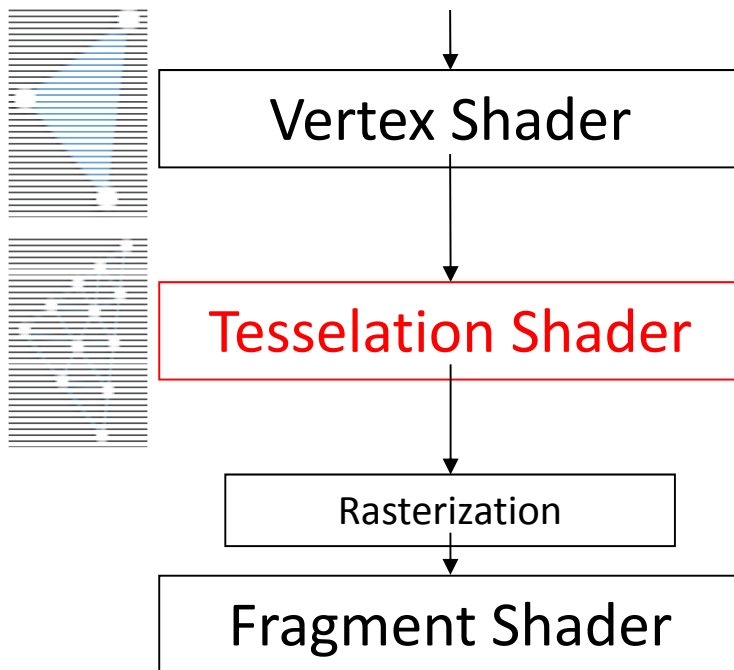 Vertex Shader
Tesselation Shader
Rasterization
Fragment Shader